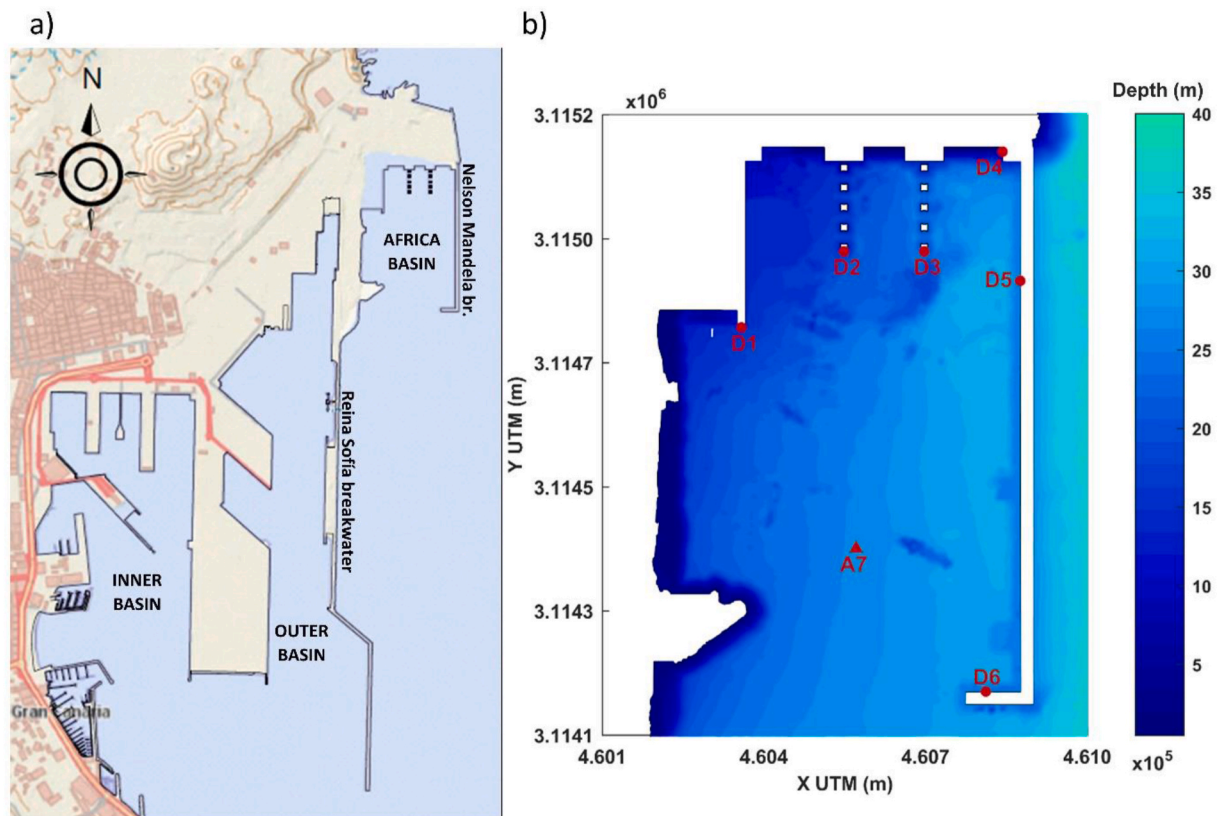 a)
N
AFRICA
BASIN
Nelson Mandela br.
Reina Sofía breakwater
INNER
BASIN
OUTER
BASIN
Gran Canaria
b)
x10⁶
Depth (m)
3.1152
3.1150
3.1147
3.1145
3.1143
3.1141
Y UTM (m)
D4
D2
D3
D5
D1
A7
D6
4.601
4.604
4.607
4.610
x10⁵
X UTM (m)
40
35
30
25
20
15
10
5